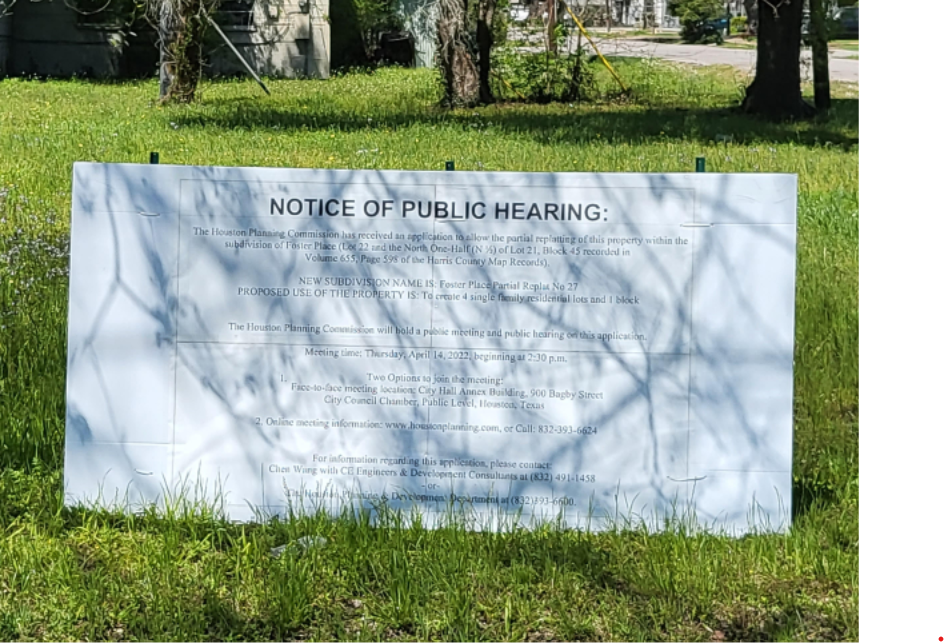 NOTICE OF PUBLIC HEARING:
The Houston Planning Commission has received an application to allow the partial replatting of this property within the
subdivision of Foster Place (Lot 22 and the North One-Half (N ½) of Lot 21, Block 45 recorded in
Volume 655, Page 598 of the Harris County Map Records).
NEW SUBDIVISION NAME IS: Foster Place Partial Replat No 27
PROPOSED USE OF THE PROPERTY IS: To create 4 single family residential lots and 1 block
The Houston Planning Commission will hold a public meeting and public hearing on this application.
Meeting time: Thursday, April 14, 2022, beginning at 2:30 p.m.
Two Options to join the meeting:
1. Face-to-face meeting location: City Hall Annex Building, 900 Bagby Street
City Council Chamber, Public Level, Houston, Texas
2. Online meeting information: www.houstonplanning.com, or Call: 832-393-6624
For information regarding this application, please contact:
Chen Wang with CE Engineers & Development Consultants at (832) 491-1458
-or-
Houston Planning & Development Department at (832)393-6600.